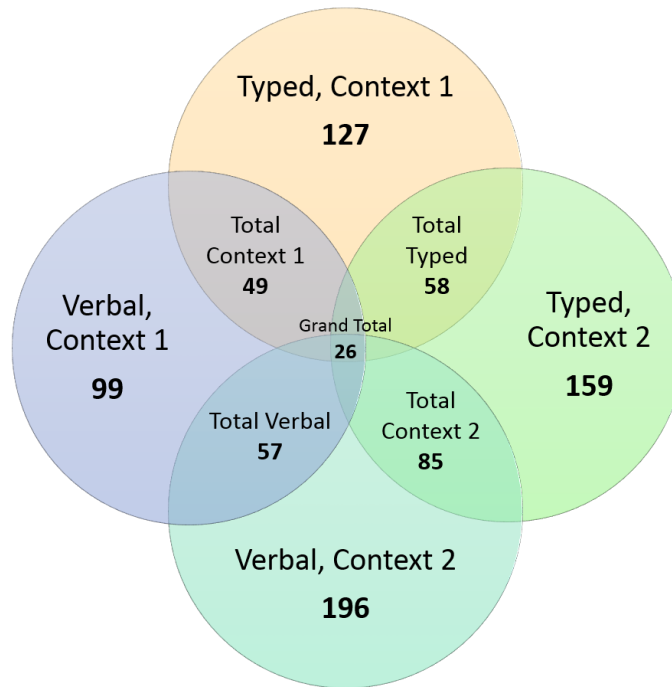 Typed, Context 1
127
Total
Context 1
49
Total
Typed
58
Verbal,
Context 1
99
Grand Total
26
Typed,
Context 2
159
Total Verbal
57
Total
Context 2
85
Verbal, Context 2
196